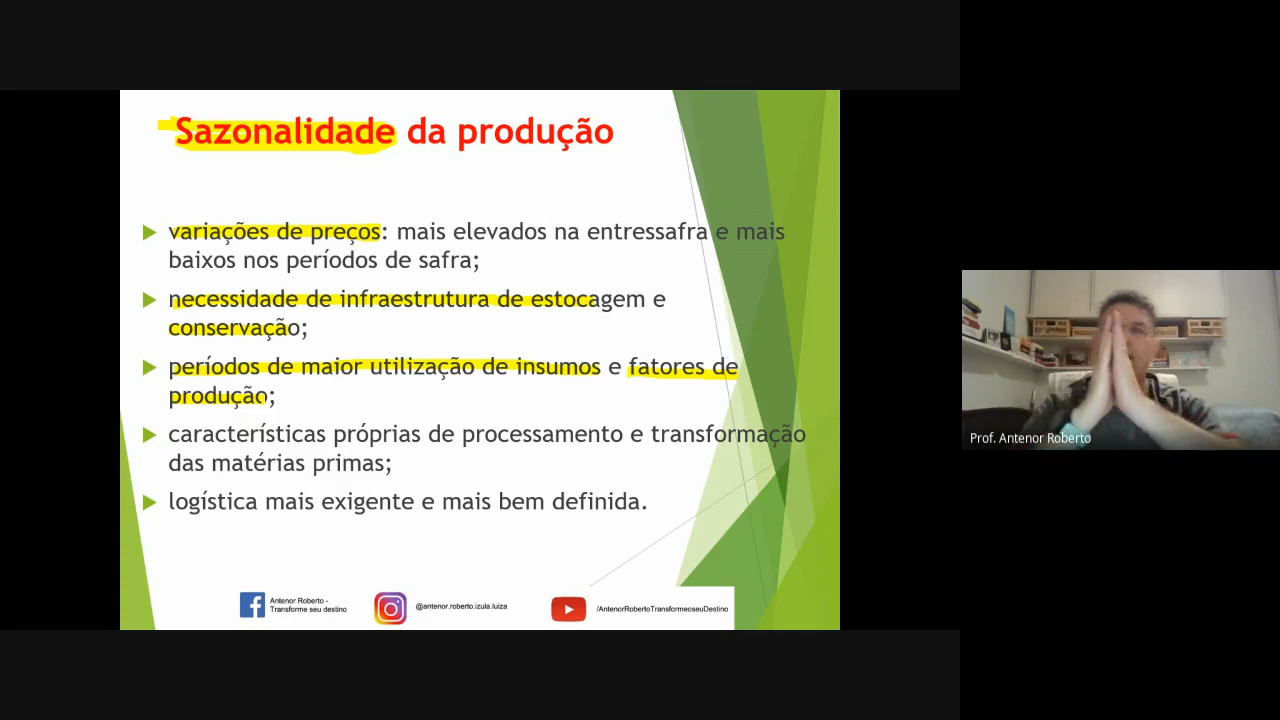 Sazonalidade da produção
variações de preços: mais elevados na entressafra e mais
baixos nos períodos de safra;
necessidade de infraestrutura de estocagem e
conservação;
períodos de maior utilização de insumos e fatores de
produção;
características próprias de processamento e transformação
das matérias primas;
logística mais exigente e mais bem definida.
Antenor Roberto -
Transforme seu destino
@antenor.roberto.izula.luiza
/AntenorRobertoTransformeoseuDestino
Prof. Antenor Roberto